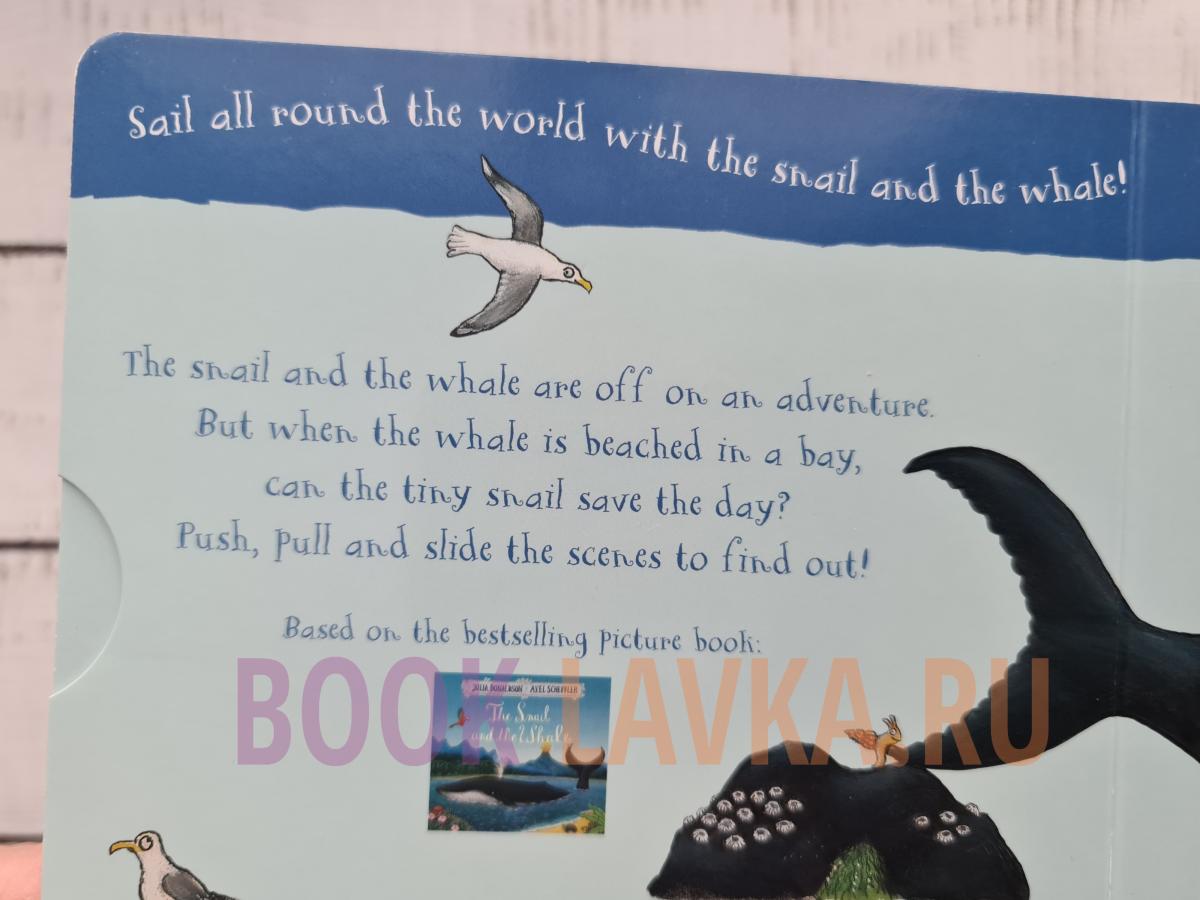 Sail all round the world with the snail and the whale!
The snail and the whale are off on an adventure.
But when the whale is beached in a bay,
can the tiny snail save the day?
Push, pull and slide the scenes to find out!
Based on the bestselling picture book:
BOOK-LAVKA.RU
JULIA DONALDSON · AXEL SCHEFFLER
The Snail
and the Whale